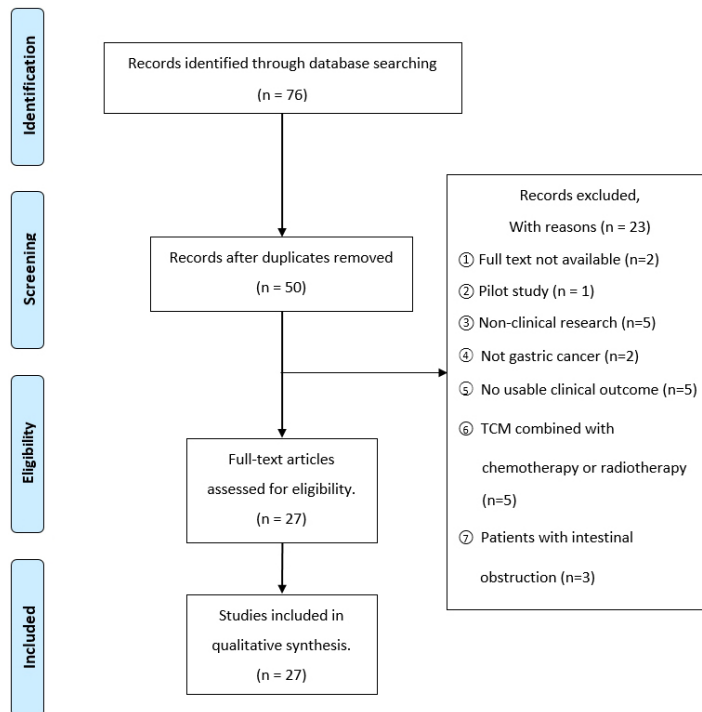 Identification
Records identified through database searching
(n = 76)
Screening
Records after duplicates removed
(n = 50)
Records excluded,
With reasons (n = 23)
① Full text not available (n=2)
② Pilot study (n = 1)
③ Non-clinical research (n=5)
④ Not gastric cancer (n=2)
⑤ No usable clinical outcome (n=5)
⑥ TCM combined with
chemotherapy or radiotherapy
(n=5)
⑦ Patients with intestinal
obstruction (n=3)
Eligibility
Full-text articles
assessed for eligibility.
(n = 27)
Included
Studies included in
qualitative synthesis.
(n = 27)